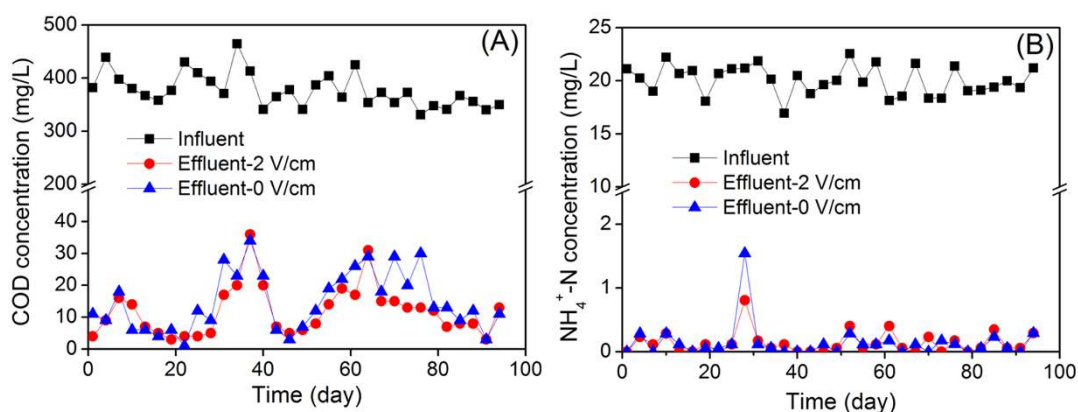 (A)
COD concentration (mg/L)
500
400
300
200
40
30
20
10
0
Influent
Effluent-2 V/cm
Effluent-0 V/cm
0 20 40 60 80 100
Time (day)
(B)
NH₄⁺-N concentration (mg/L)
25
20
15
10
2
1
0
Influent
Effluent-2 V/cm
Effluent-0 V/cm
0 20 40 60 80 100
Time (day)